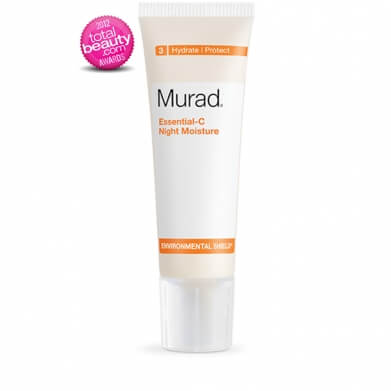 2012
total
beauty
.com
AWARDS
3 | Hydrate | Protect
Murad®
Essential-C
Night Moisture
ENVIRONMENTAL SHIELD®